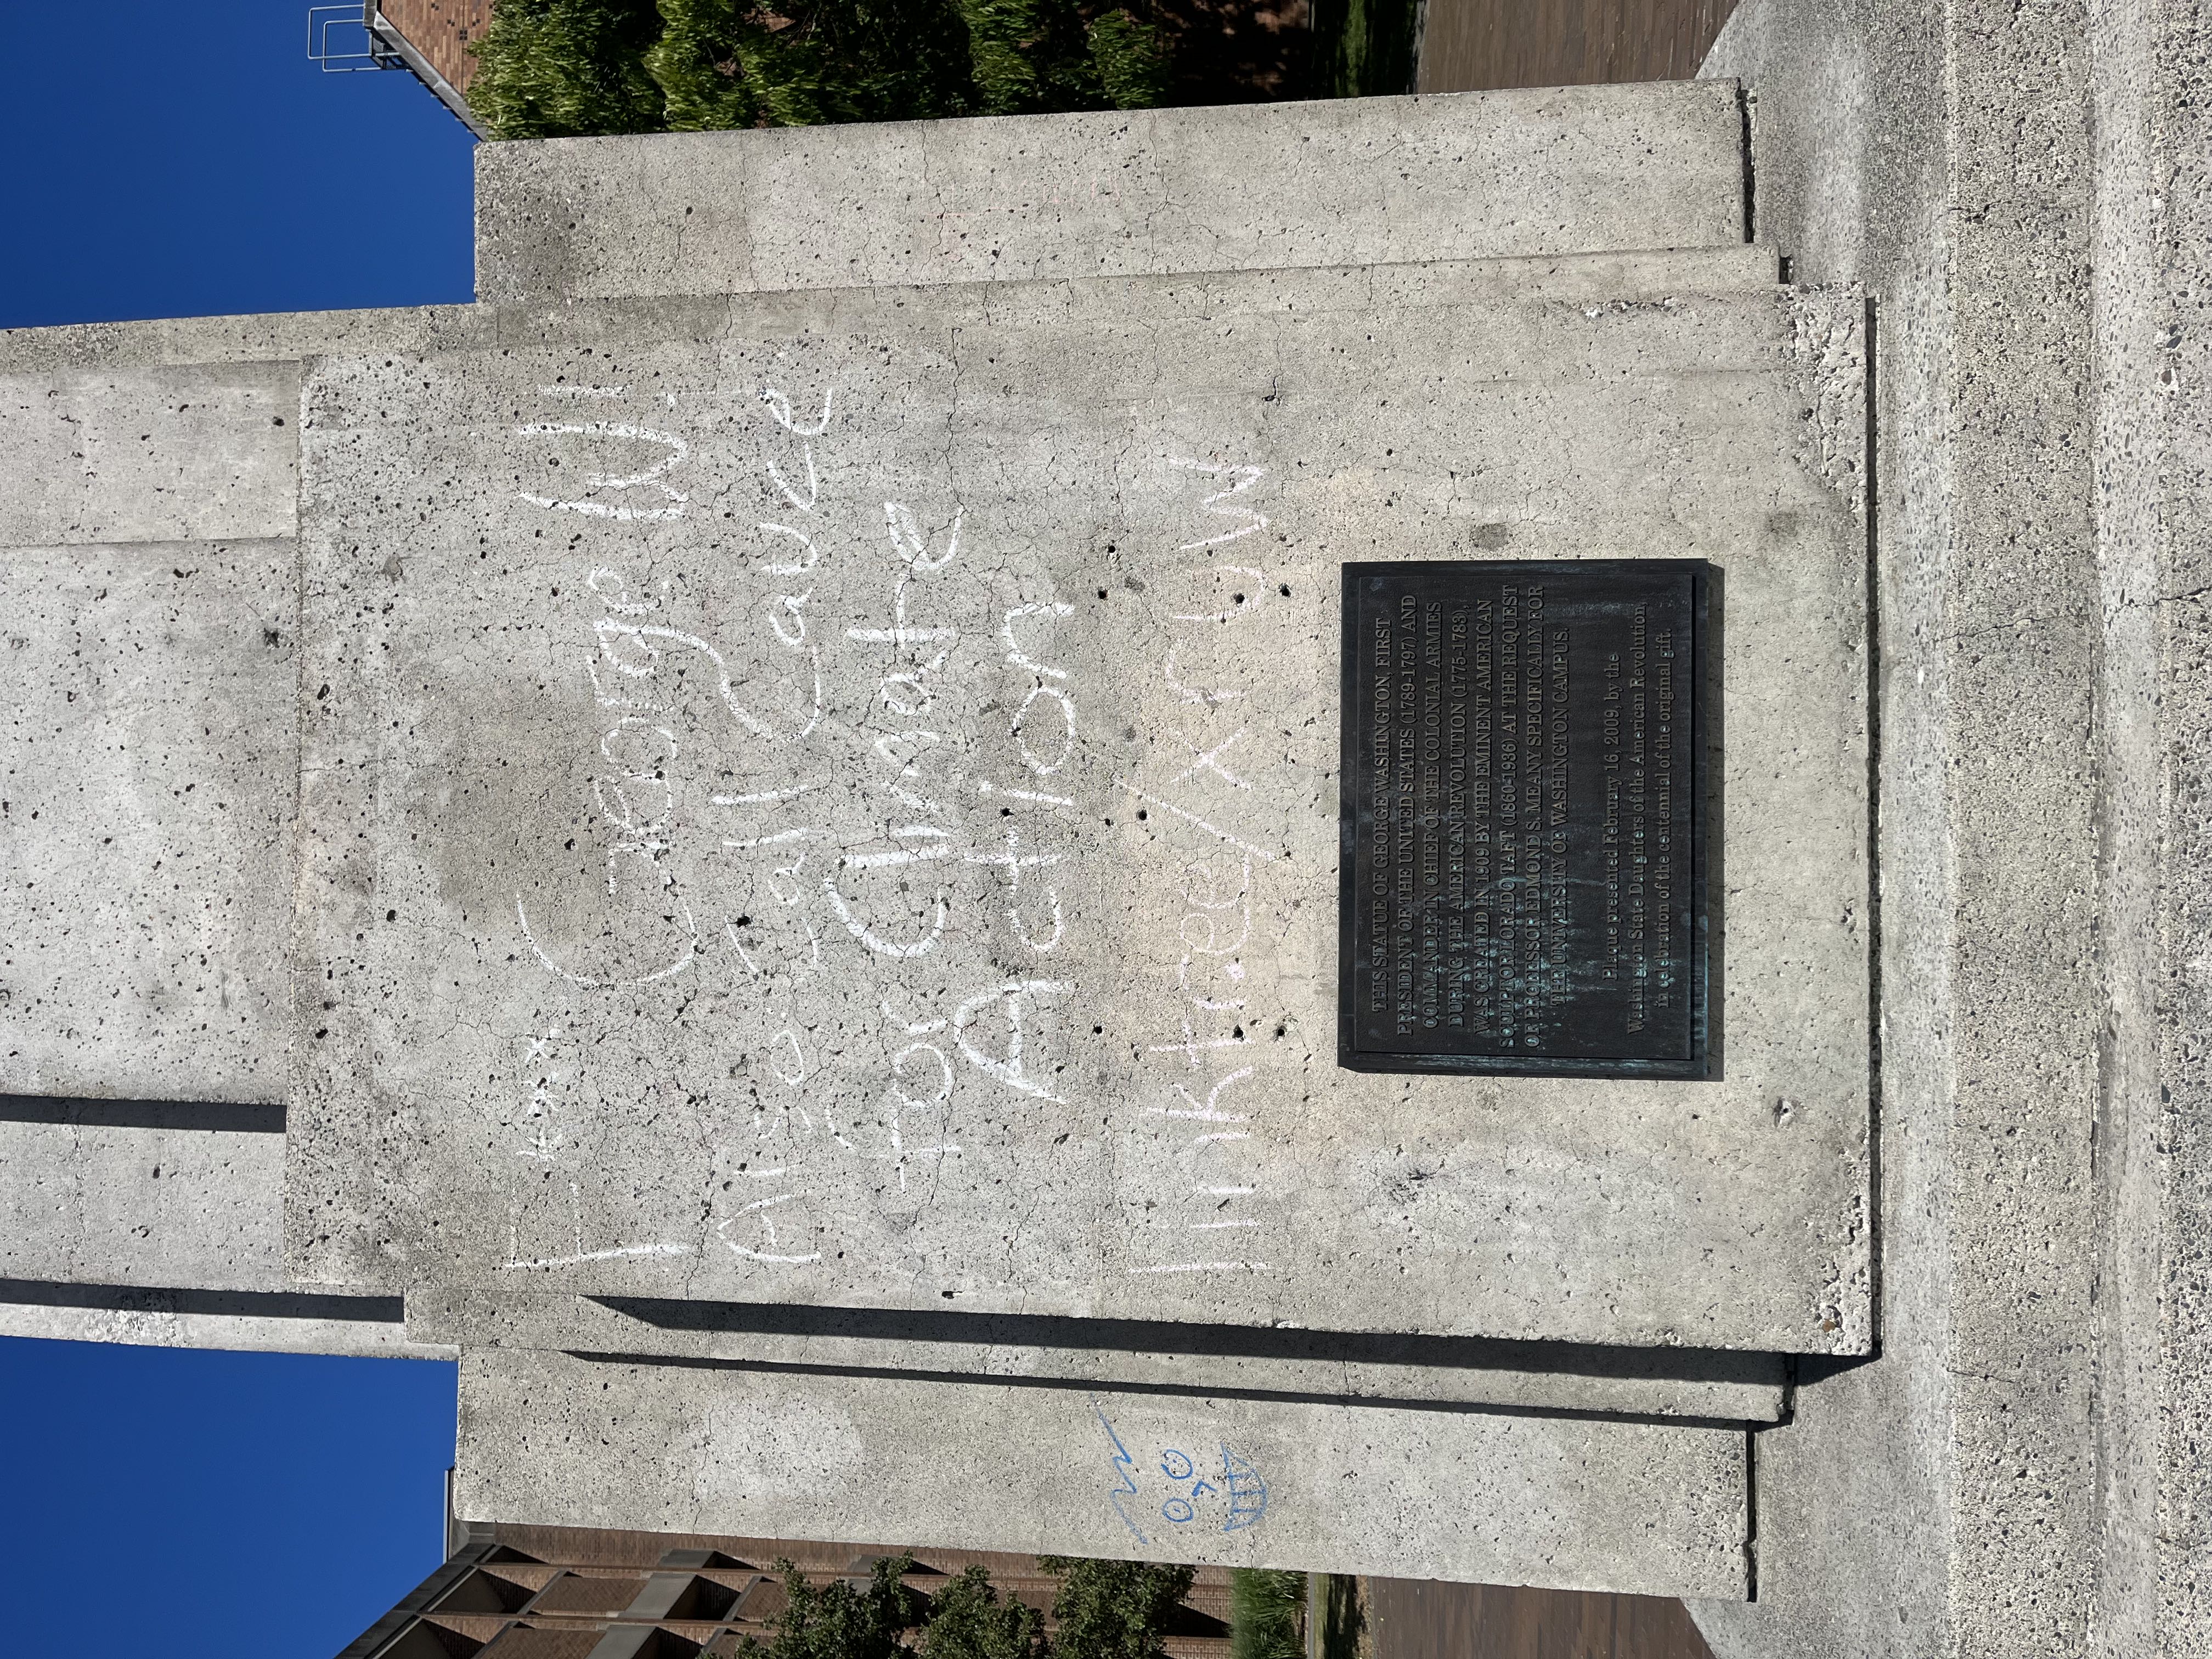 F*** George W!
Also Call Cauce
for Climate
Action
linktr.ee/xruw
THIS STATUE OF GEORGE WASHINGTON, FIRST
PRESIDENT OF THE UNITED STATES (1789-1797) AND
COMMANDER IN CHIEF OF THE COLONIAL ARMIES
DURING THE AMERICAN REVOLUTION (1775-1783),
WAS CREATED IN 1909 BY THE EMINENT AMERICAN
SCULPTOR LORADO TAFT (1860-1936) AT THE REQUEST
OF PROFESSOR EDMOND S. MEANY SPECIFICALLY FOR
THE UNIVERSITY OF WASHINGTON CAMPUS.
Plaque presented February 16, 2009, by the
Washington State Daughters of the American Revolution,
in celebration of the centennial of the original gift.